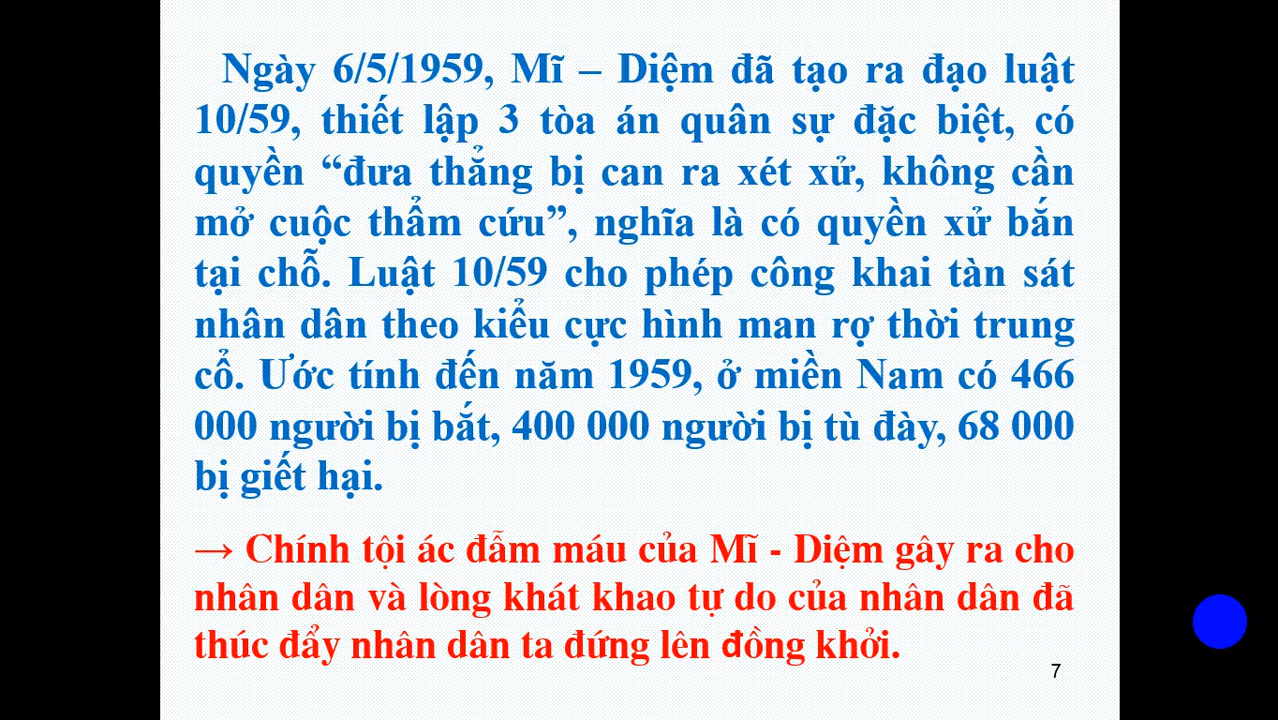 Ngày 6/5/1959, Mĩ – Diệm đã tạo ra đạo luật
10/59, thiết lập 3 tòa án quân sự đặc biệt, có
quyền “đưa thẳng bị can ra xét xử, không cần
mở cuộc thẩm cứu”, nghĩa là có quyền xử bắn
tại chỗ. Luật 10/59 cho phép công khai tàn sát
nhân dân theo kiểu cực hình man rợ thời trung
cổ. Ước tính đến năm 1959, ở miền Nam có 466
000 người bị bắt, 400 000 người bị tù đày, 68 000
bị giết hại.
→ Chính tội ác đẫm máu của Mĩ - Diệm gây ra cho
nhân dân và lòng khát khao tự do của nhân dân đã
thúc đẩy nhân dân ta đứng lên đồng khởi.
7